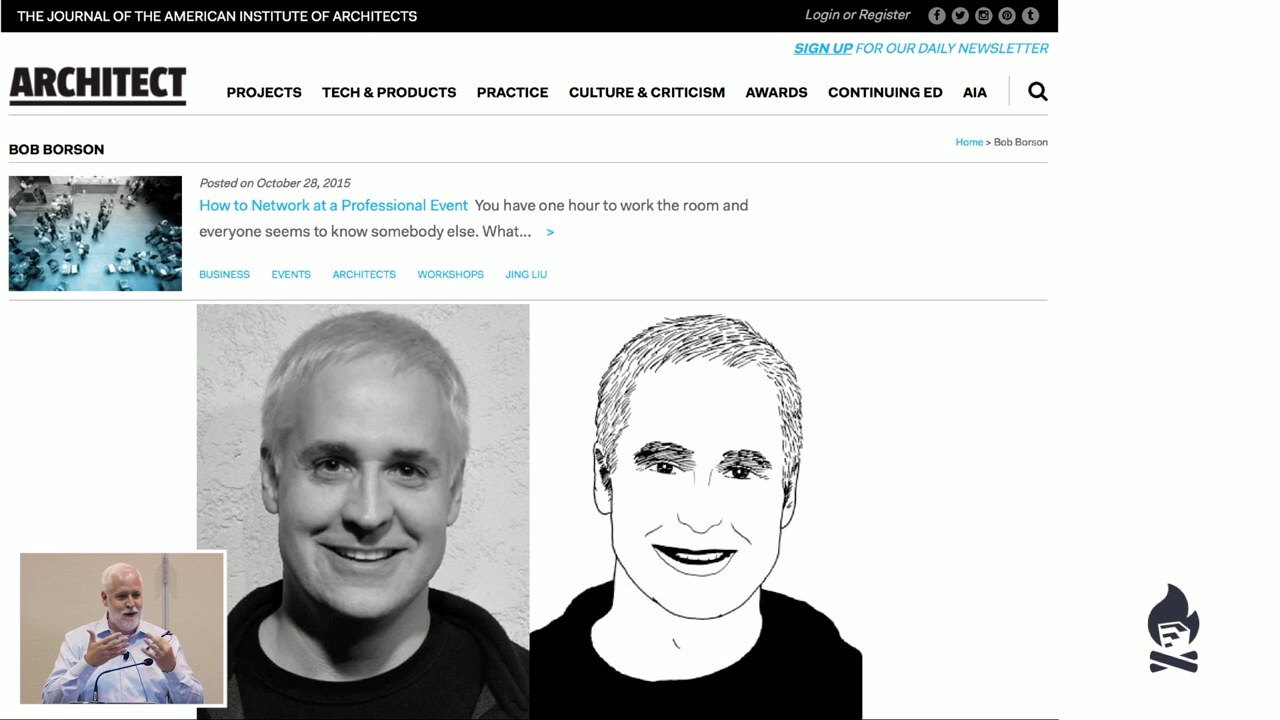 THE JOURNAL OF THE AMERICAN INSTITUTE OF ARCHITECTS
Login or Register
SIGN UP FOR OUR DAILY NEWSLETTER
ARCHITECT
PROJECTS TECH & PRODUCTS PRACTICE CULTURE & CRITICISM AWARDS CONTINUING ED AIA
Home > Bob Borson
BOB BORSON
Posted on October 28, 2015
How to Network at a Professional Event You have one hour to work the room and
everyone seems to know somebody else. What... >
BUSINESS EVENTS ARCHITECTS WORKSHOPS JING LIU